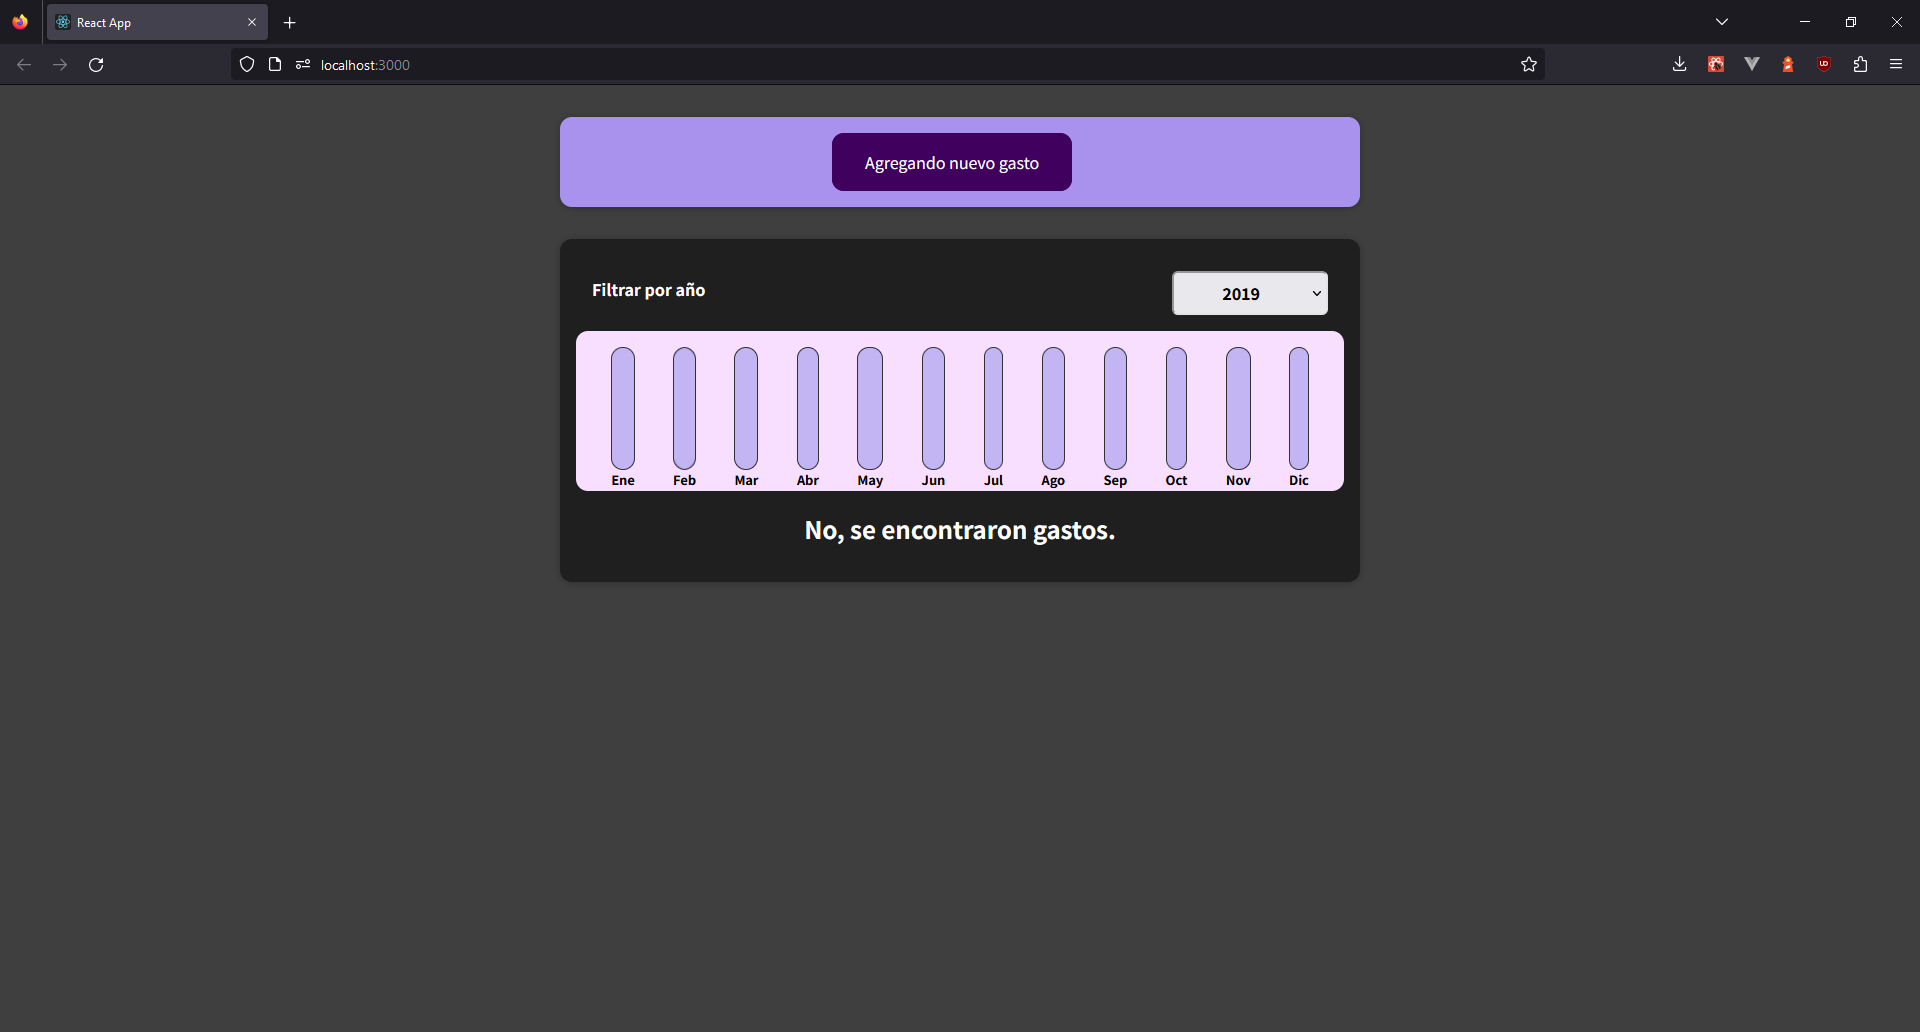 React App
localhost:3000
Agregando nuevo gasto
Filtrar por año
2019
Ene Feb Mar Abr May Jun Jul Ago Sep Oct Nov Dic
No, se encontraron gastos.